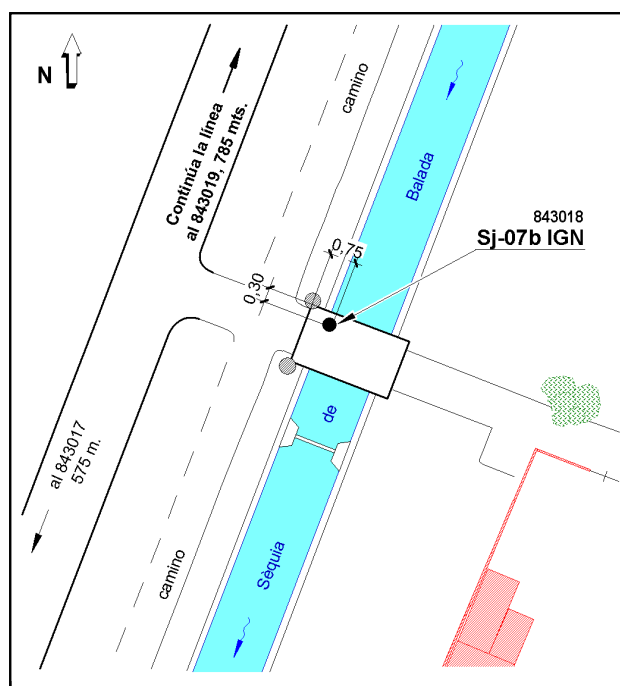 N
camino
Continúa la línea
al 843019, 785 mts.
Balada
843018
Sj-07b IGN
0,75
0,30
al 843017
575 m.
de
camino
Sèquia